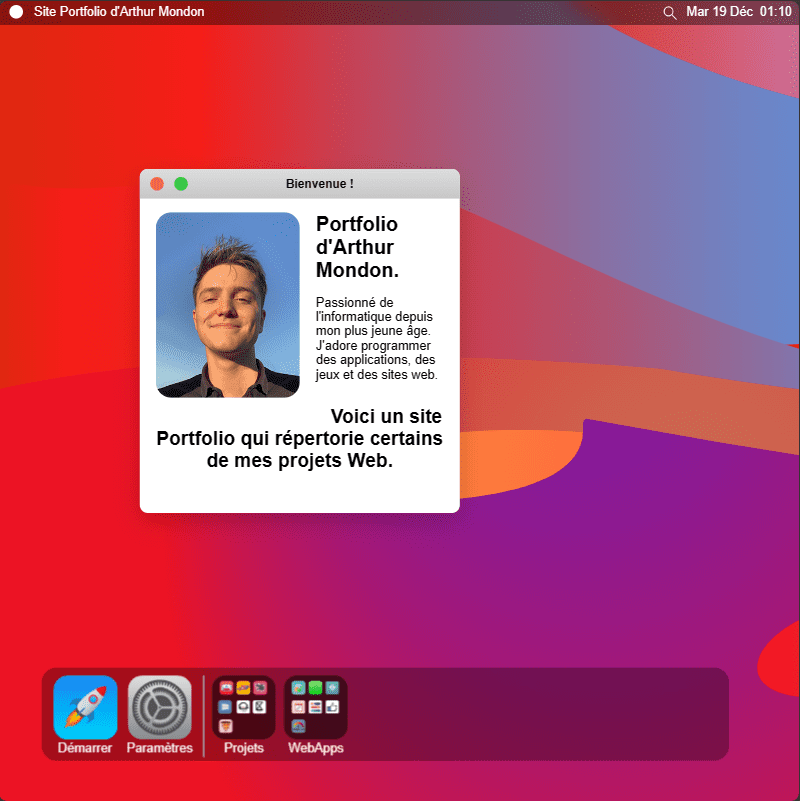 Site Portfolio d'Arthur Mondon
Mar 19 Déc 01:10
Bienvenue !
Portfolio
d'Arthur
Mondon.
Passionné de
l'informatique depuis
mon plus jeune âge.
J'adore programmer
des applications, des
jeux et des sites web.
Voici un site
Portfolio qui répertorie certains
de mes projets Web.
Démarrer
Paramètres
Projets
WebApps